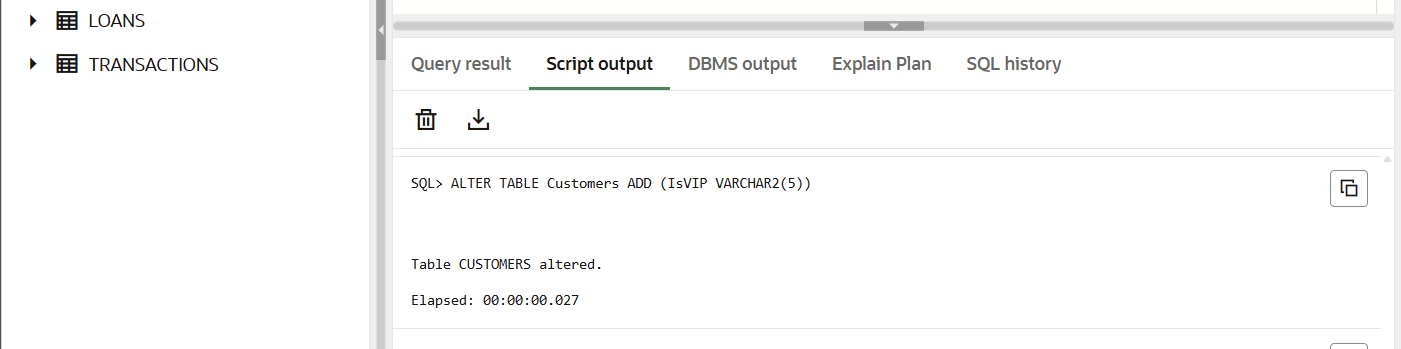 LOANS
TRANSACTIONS
Query result Script output DBMS output Explain Plan SQL history
SQL> ALTER TABLE Customers ADD (IsVIP VARCHAR2(5))
Table CUSTOMERS altered.
Elapsed: 00:00:00.027